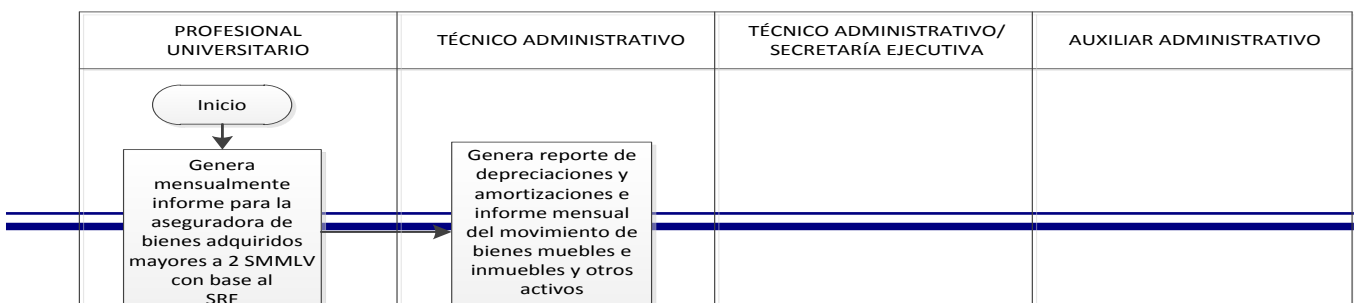 PROFESIONAL
UNIVERSITARIO
TÉCNICO ADMINISTRATIVO
TÉCNICO ADMINISTRATIVO/
SECRETARÍA EJECUTIVA
AUXILIAR ADMINISTRATIVO
Inicio
Genera
mensualmente
informe para la
aseguradora de
bienes adquiridos
mayores a 2 SMMLV
con base al
SRF
Genera reporte de
depreciaciones y
amortizaciones e
informe mensual
del movimiento de
bienes muebles e
inmuebles y otros
activos